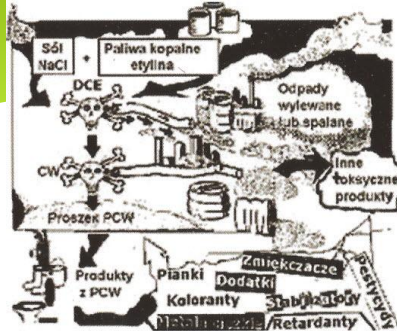 Sól
NaCl
+
Paliwa kopalne
etylina
DCE
Odpady
wylewane
lub spalane
CW
Inne
toksyczne
produkty
Proszek PCW
Produkty
z PCW
Pianki
Zmiękczacze
Dodatki
Koloranty
Stabilizatory
Pestycydy
Metale
Retardanty